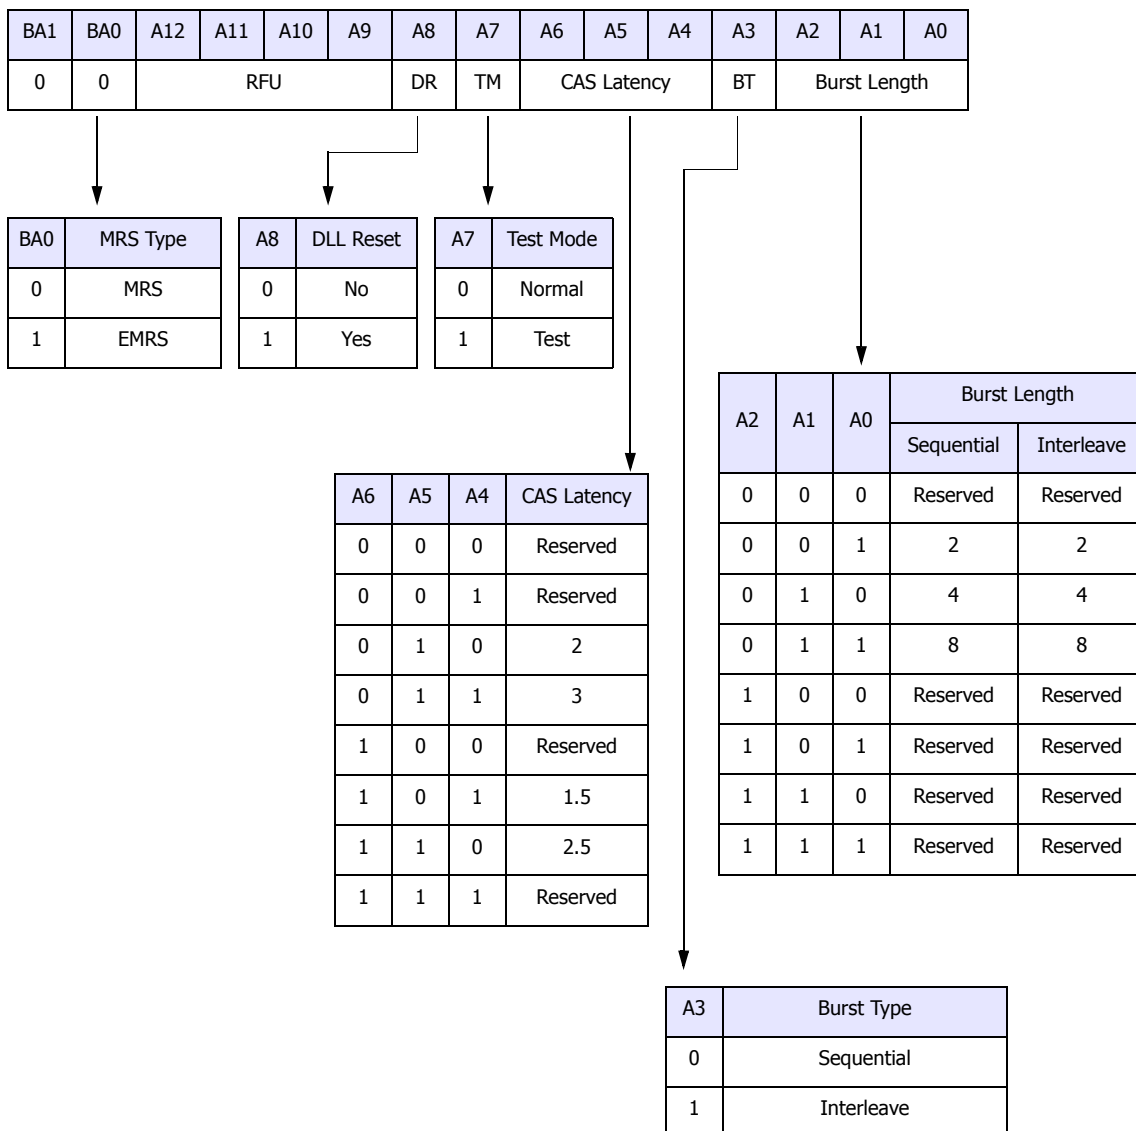 BA1 BA0 A12 A11 A10 A9 A8 A7 A6 A5 A4 A3 A2 A1 A0
0 0 RFU DR TM CAS Latency BT Burst Length
BA0 MRS Type
0 MRS
1 EMRS
A8 DLL Reset
0 No
1 Yes
A7 Test Mode
0 Normal
1 Test
A6 A5 A4 CAS Latency
0 0 0 Reserved
0 0 1 Reserved
0 1 0 2
0 1 1 3
1 0 0 Reserved
1 0 1 1.5
1 1 0 2.5
1 1 1 Reserved
A2 A1 A0 Burst Length
Sequential Interleave
0 0 0 Reserved Reserved
0 0 1 2 2
0 1 0 4 4
0 1 1 8 8
1 0 0 Reserved Reserved
1 0 1 Reserved Reserved
1 1 0 Reserved Reserved
1 1 1 Reserved Reserved
A3 Burst Type
0 Sequential
1 Interleave